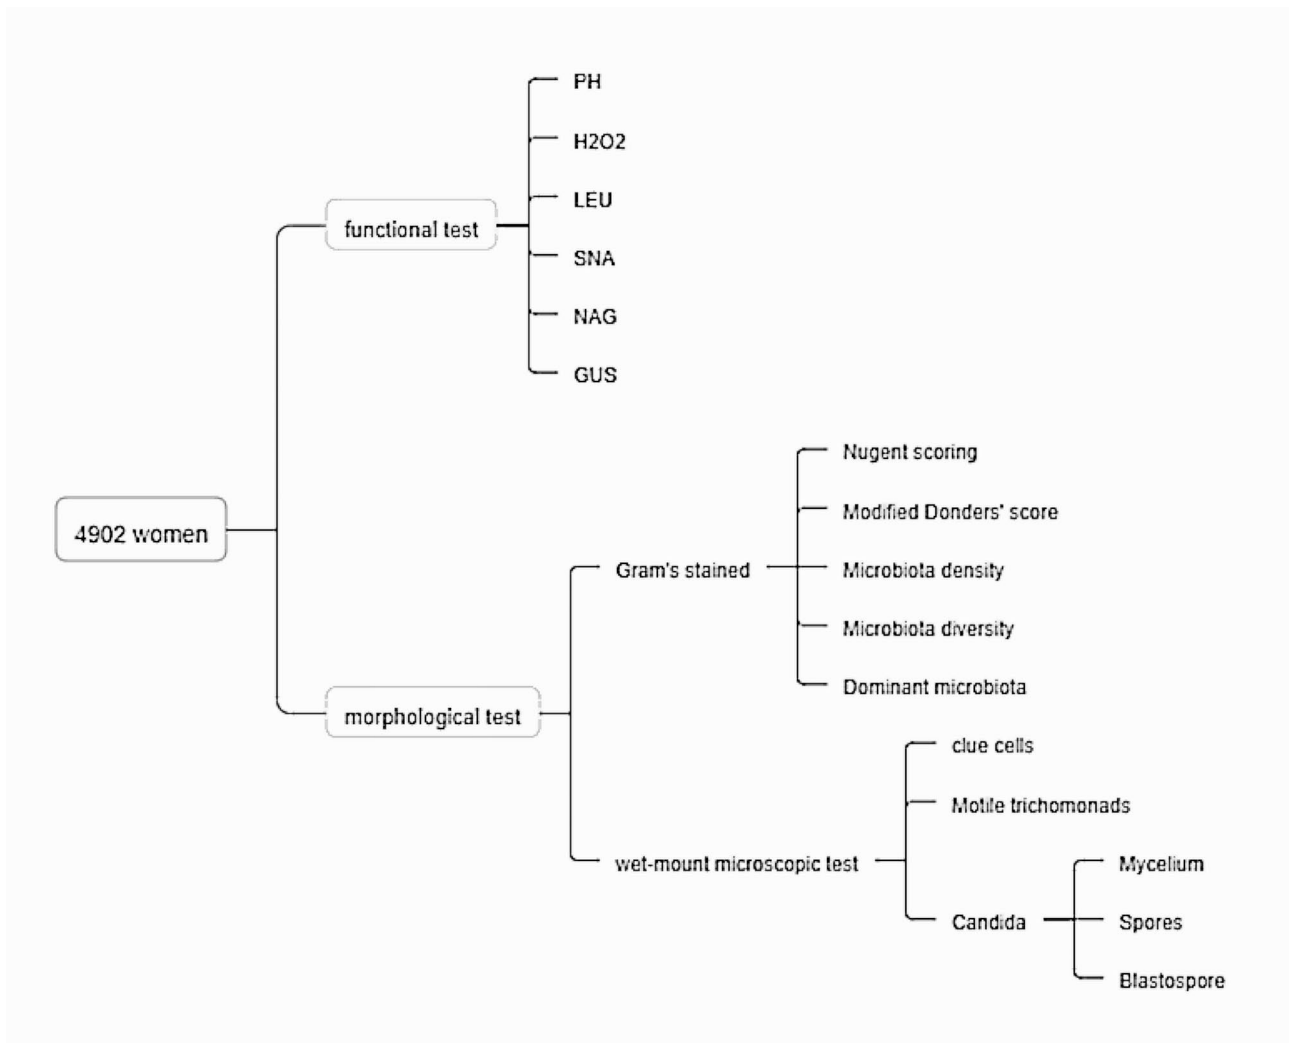 PH
H2O2
LEU
functional test
SNA
NAG
GUS
Nugent scoring
4902 women
Modified Donders' score
Gram's stained
Microbiota density
Microbiota diversity
Dominant microbiota
morphological test
clue cells
Motile trichomonads
wet-mount microscopic test
Mycelium
Candida
Spores
Blastospore